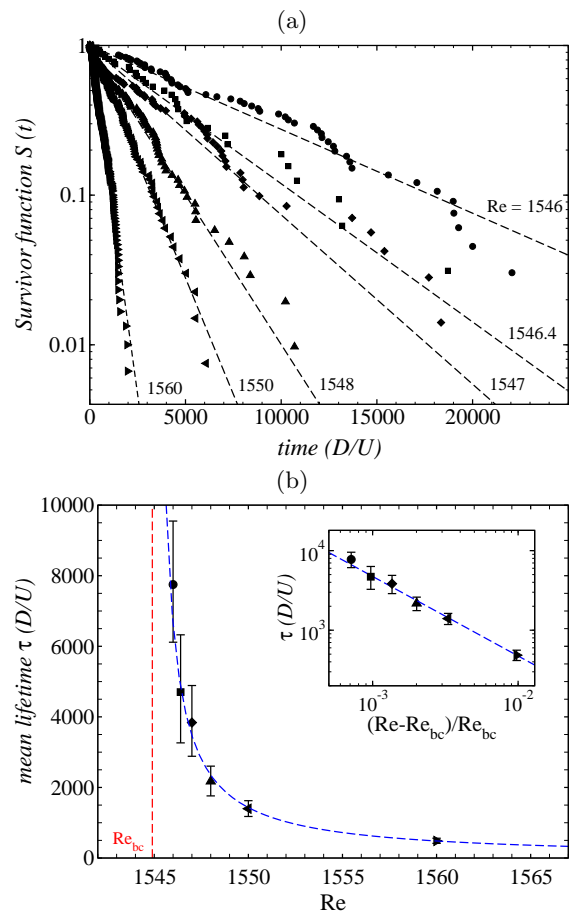 (a)
1
0.1
0.01
Survivor function S (t)
Re = 1546
1546.4
1547
1548
1550
1560
0 5000 10000 15000 20000
time (D/U)
(b)
10000
8000
6000
4000
2000
0
mean lifetime τ (D/U)
Re_bc
1545 1550 1555 1560 1565
Re
10^4
10^3
τ (D/U)
10^-3 10^-2
(Re-Re_bc)/Re_bc